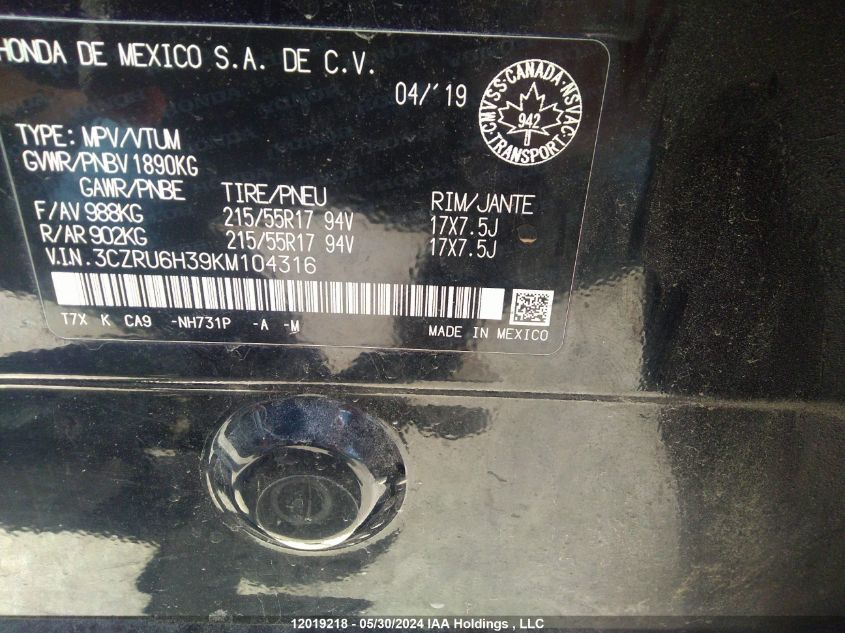 HONDA DE MEXICO S.A. DE C.V.
04/'19
CMVSS·CANADA·NSVAC
942
TRANSPORT
TYPE: MPV/VTUM
GVWR/PNBV 1890KG
GAWR/PNBE TIRE/PNEU RIM/JANTE
F/AV 988KG 215/55R17 94V 17X7.5J
R/AR 902KG 215/55R17 94V 17X7.5J
V.I.N. 3CZRU6H39KM104316
T7X K CA9 -NH731P -A -M MADE IN MEXICO
12019218 - 05/30/2024 IAA Holdings , LLC